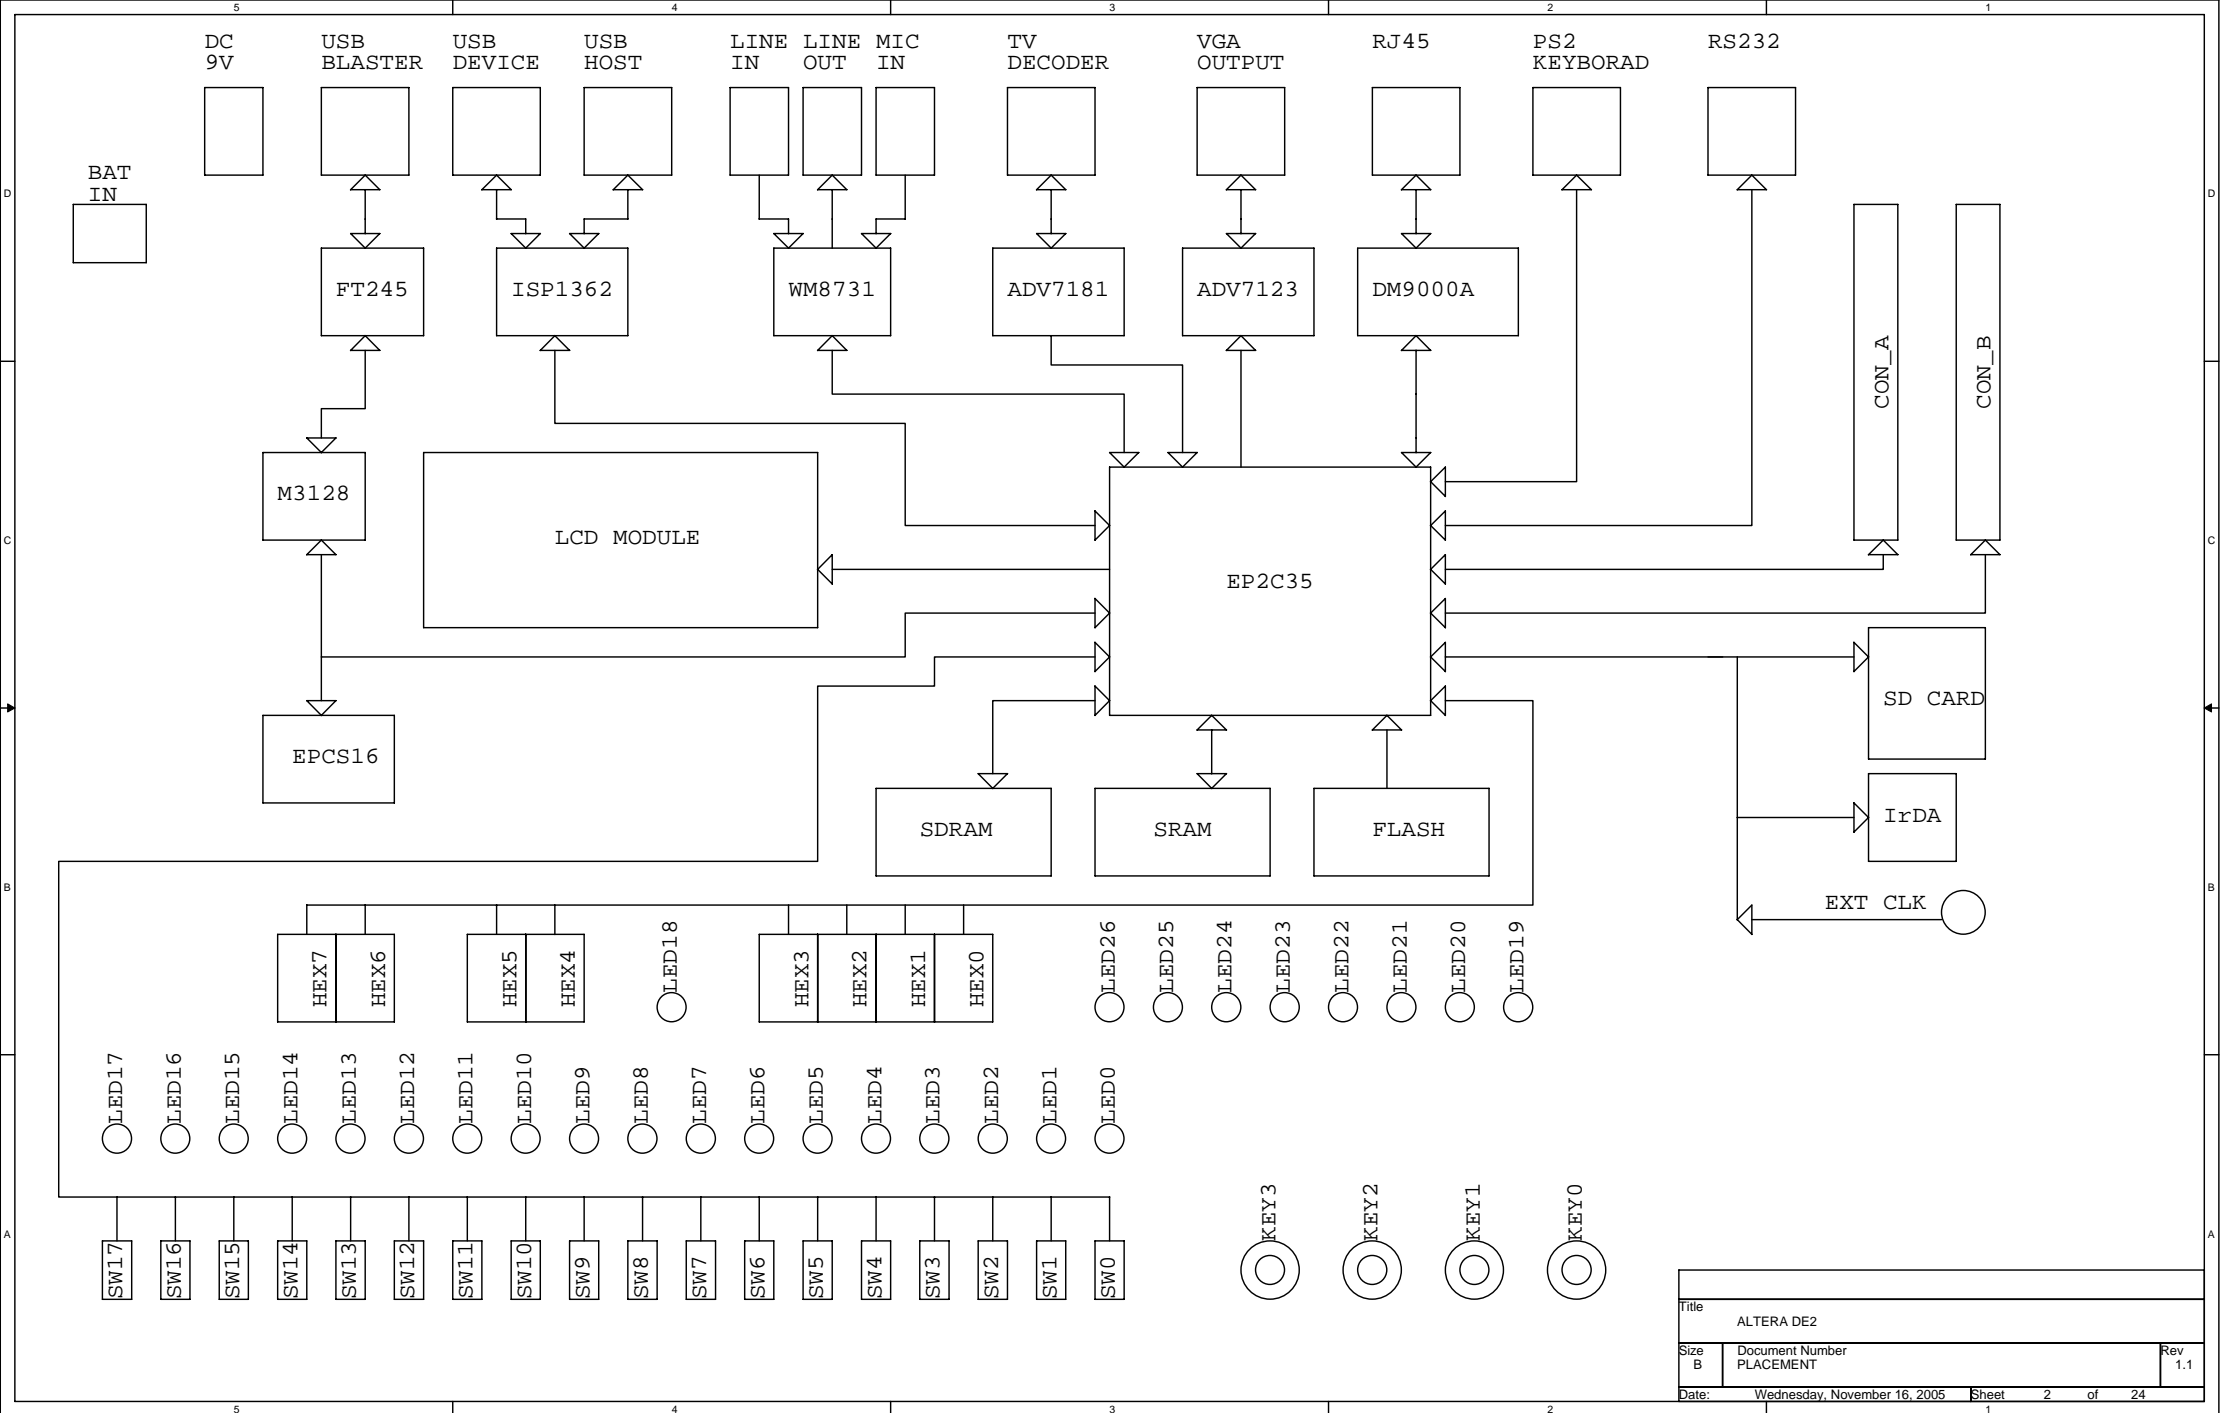 5 4 3 2 1
DC 9V
USB BLASTER
USB DEVICE
USB HOST
LINE IN
LINE OUT
MIC IN
TV DECODER
VGA OUTPUT
RJ45
PS2 KEYBORAD
RS232
BAT IN
D D
FT245
ISP1362
WM8731
ADV7181
ADV7123
DM9000A
CON_A
CON_B
M3128
LCD MODULE
EP2C35
C C
SD CARD
EPCS16
SDRAM
SRAM
FLASH
IrDA
B B
EXT CLK
HEX7
HEX6
HEX5
HEX4
LED18
HEX3
HEX2
HEX1
HEX0
LED26
LED25
LED24
LED23
LED22
LED21
LED20
LED19
LED17
LED16
LED15
LED14
LED13
LED12
LED11
LED10
LED9
LED8
LED7
LED6
LED5
LED4
LED3
LED2
LED1
LED0
KEY3
KEY2
KEY1
KEY0
A A
SW17
SW16
SW15
SW14
SW13
SW12
SW11
SW10
SW9
SW8
SW7
SW6
SW5
SW4
SW3
SW2
SW1
SW0
Title
ALTERA DE2
Size Document Number Rev
B PLACEMENT 1.1
Date: Wednesday, November 16, 2005 Sheet 2 of 24
5 4 3 2 1